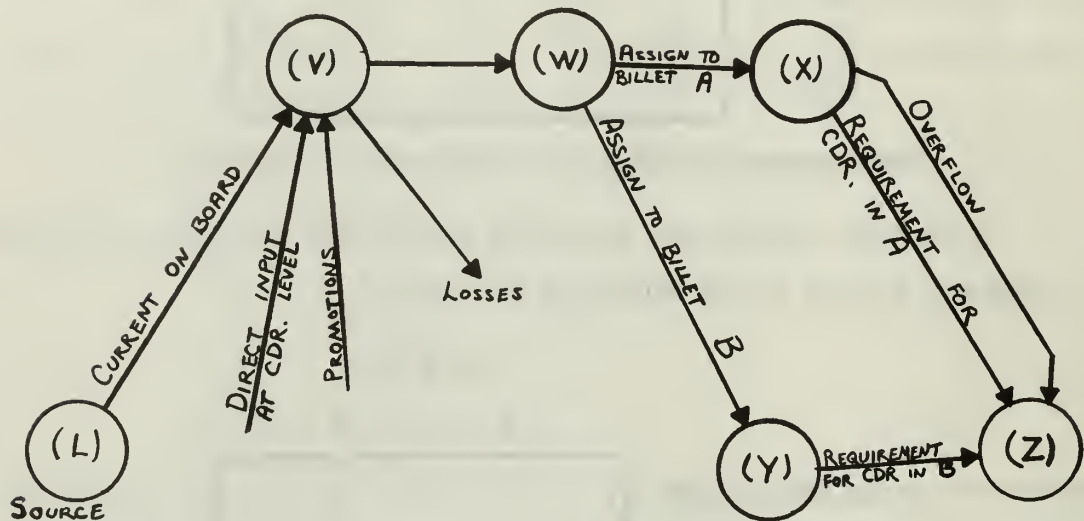 (V)
(W)
ASSIGN TO
BILLET A
(X)
OVERFLOW
REQUIREMENT FOR
CDR. IN A
ASSIGN TO BILLET B
CURRENT ON BOARD
DIRECT INPUT
AT CDR. LEVEL
PROMOTIONS
LOSSES
(L)
SOURCE
(Y)
REQUIREMENT
FOR CDR IN B
(Z)